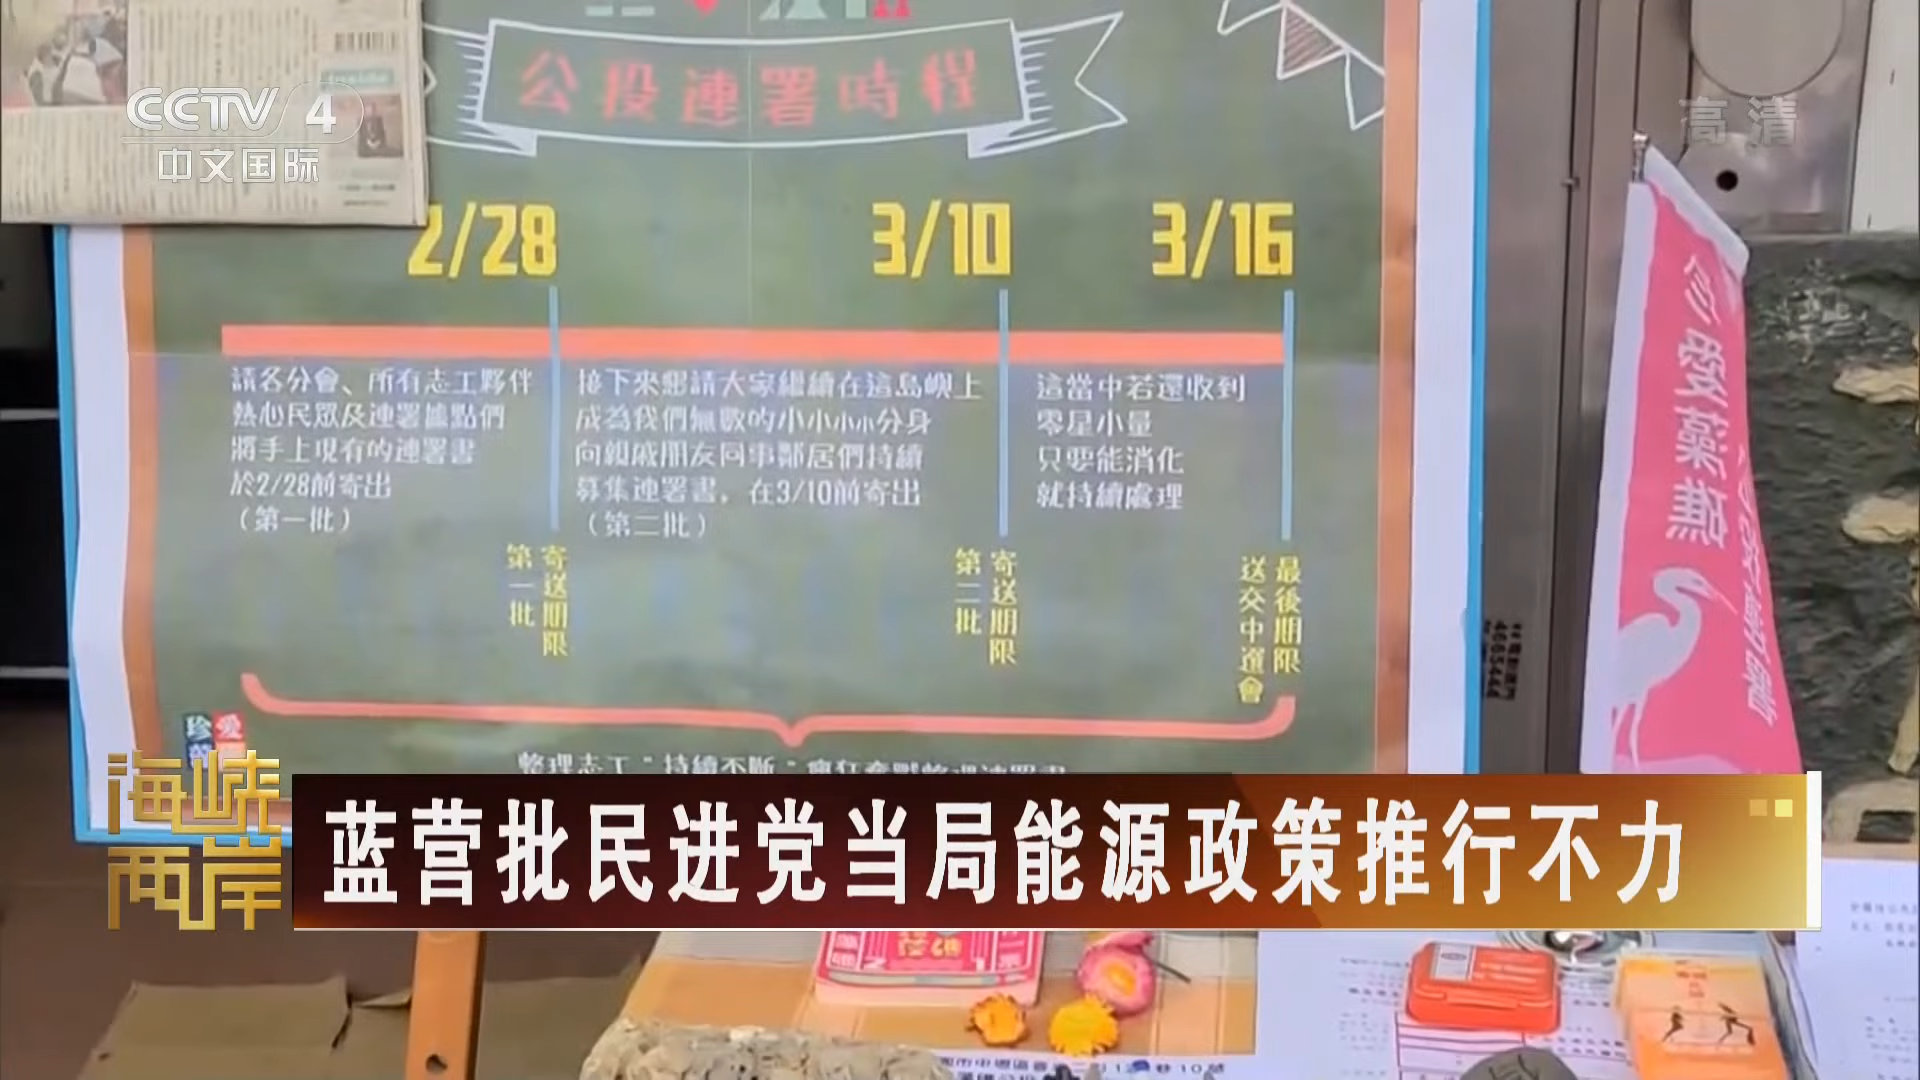 CCTV 4
中文国际
高清
公投連署時程
2/28
3/10
3/16
請各分會、所有志工夥伴
熱心民眾及連署據點們
將手上現有的連署書
於2/28前寄出
（第一批）
接下來懇請大家繼續在這島嶼上
成為我們無數的小小小小分身
向親戚朋友同事鄰居們持續
募集連署書，在3/10前寄出
（第二批）
這當中若還收到
零星小量
只要能消化
就持續處理
第一批
寄送期限
第二批
寄送期限
最後期限
送交中選會
珍愛藻礁
珍愛
海峡两岸
蓝营批民进党当局能源政策推行不力